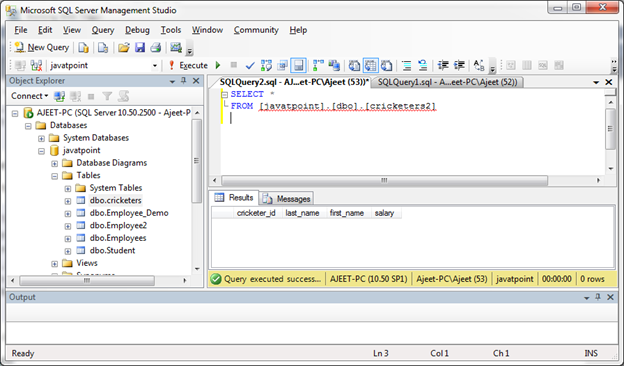 Microsoft SQL Server Management Studio
File Edit View Query Debug Tools Window Community Help
New Query
javatpoint
Execute
Object Explorer
Connect
AJEET-PC (SQL Server 10.50.2500 - Ajeet-P
Databases
System Databases
javatpoint
Database Diagrams
Tables
System Tables
dbo.cricketers
dbo.Employee_Demo
dbo.Employee2
dbo.Employees
dbo.Student
Views
SQLQuery2.sql - AJ...eet-PC\Ajeet (53))*
SQLQuery1.sql - A...eet-PC\Ajeet (52))
SELECT *
FROM [javatpoint].[dbo].[cricketers2]
Results
Messages
cricketer_id last_name first_name salary
Query executed success... AJEET-PC (10.50 SP1) Ajeet-PC\Ajeet (53) javatpoint 00:00:00 0 rows
Output
Ready Ln 3 Col 1 Ch 1 INS